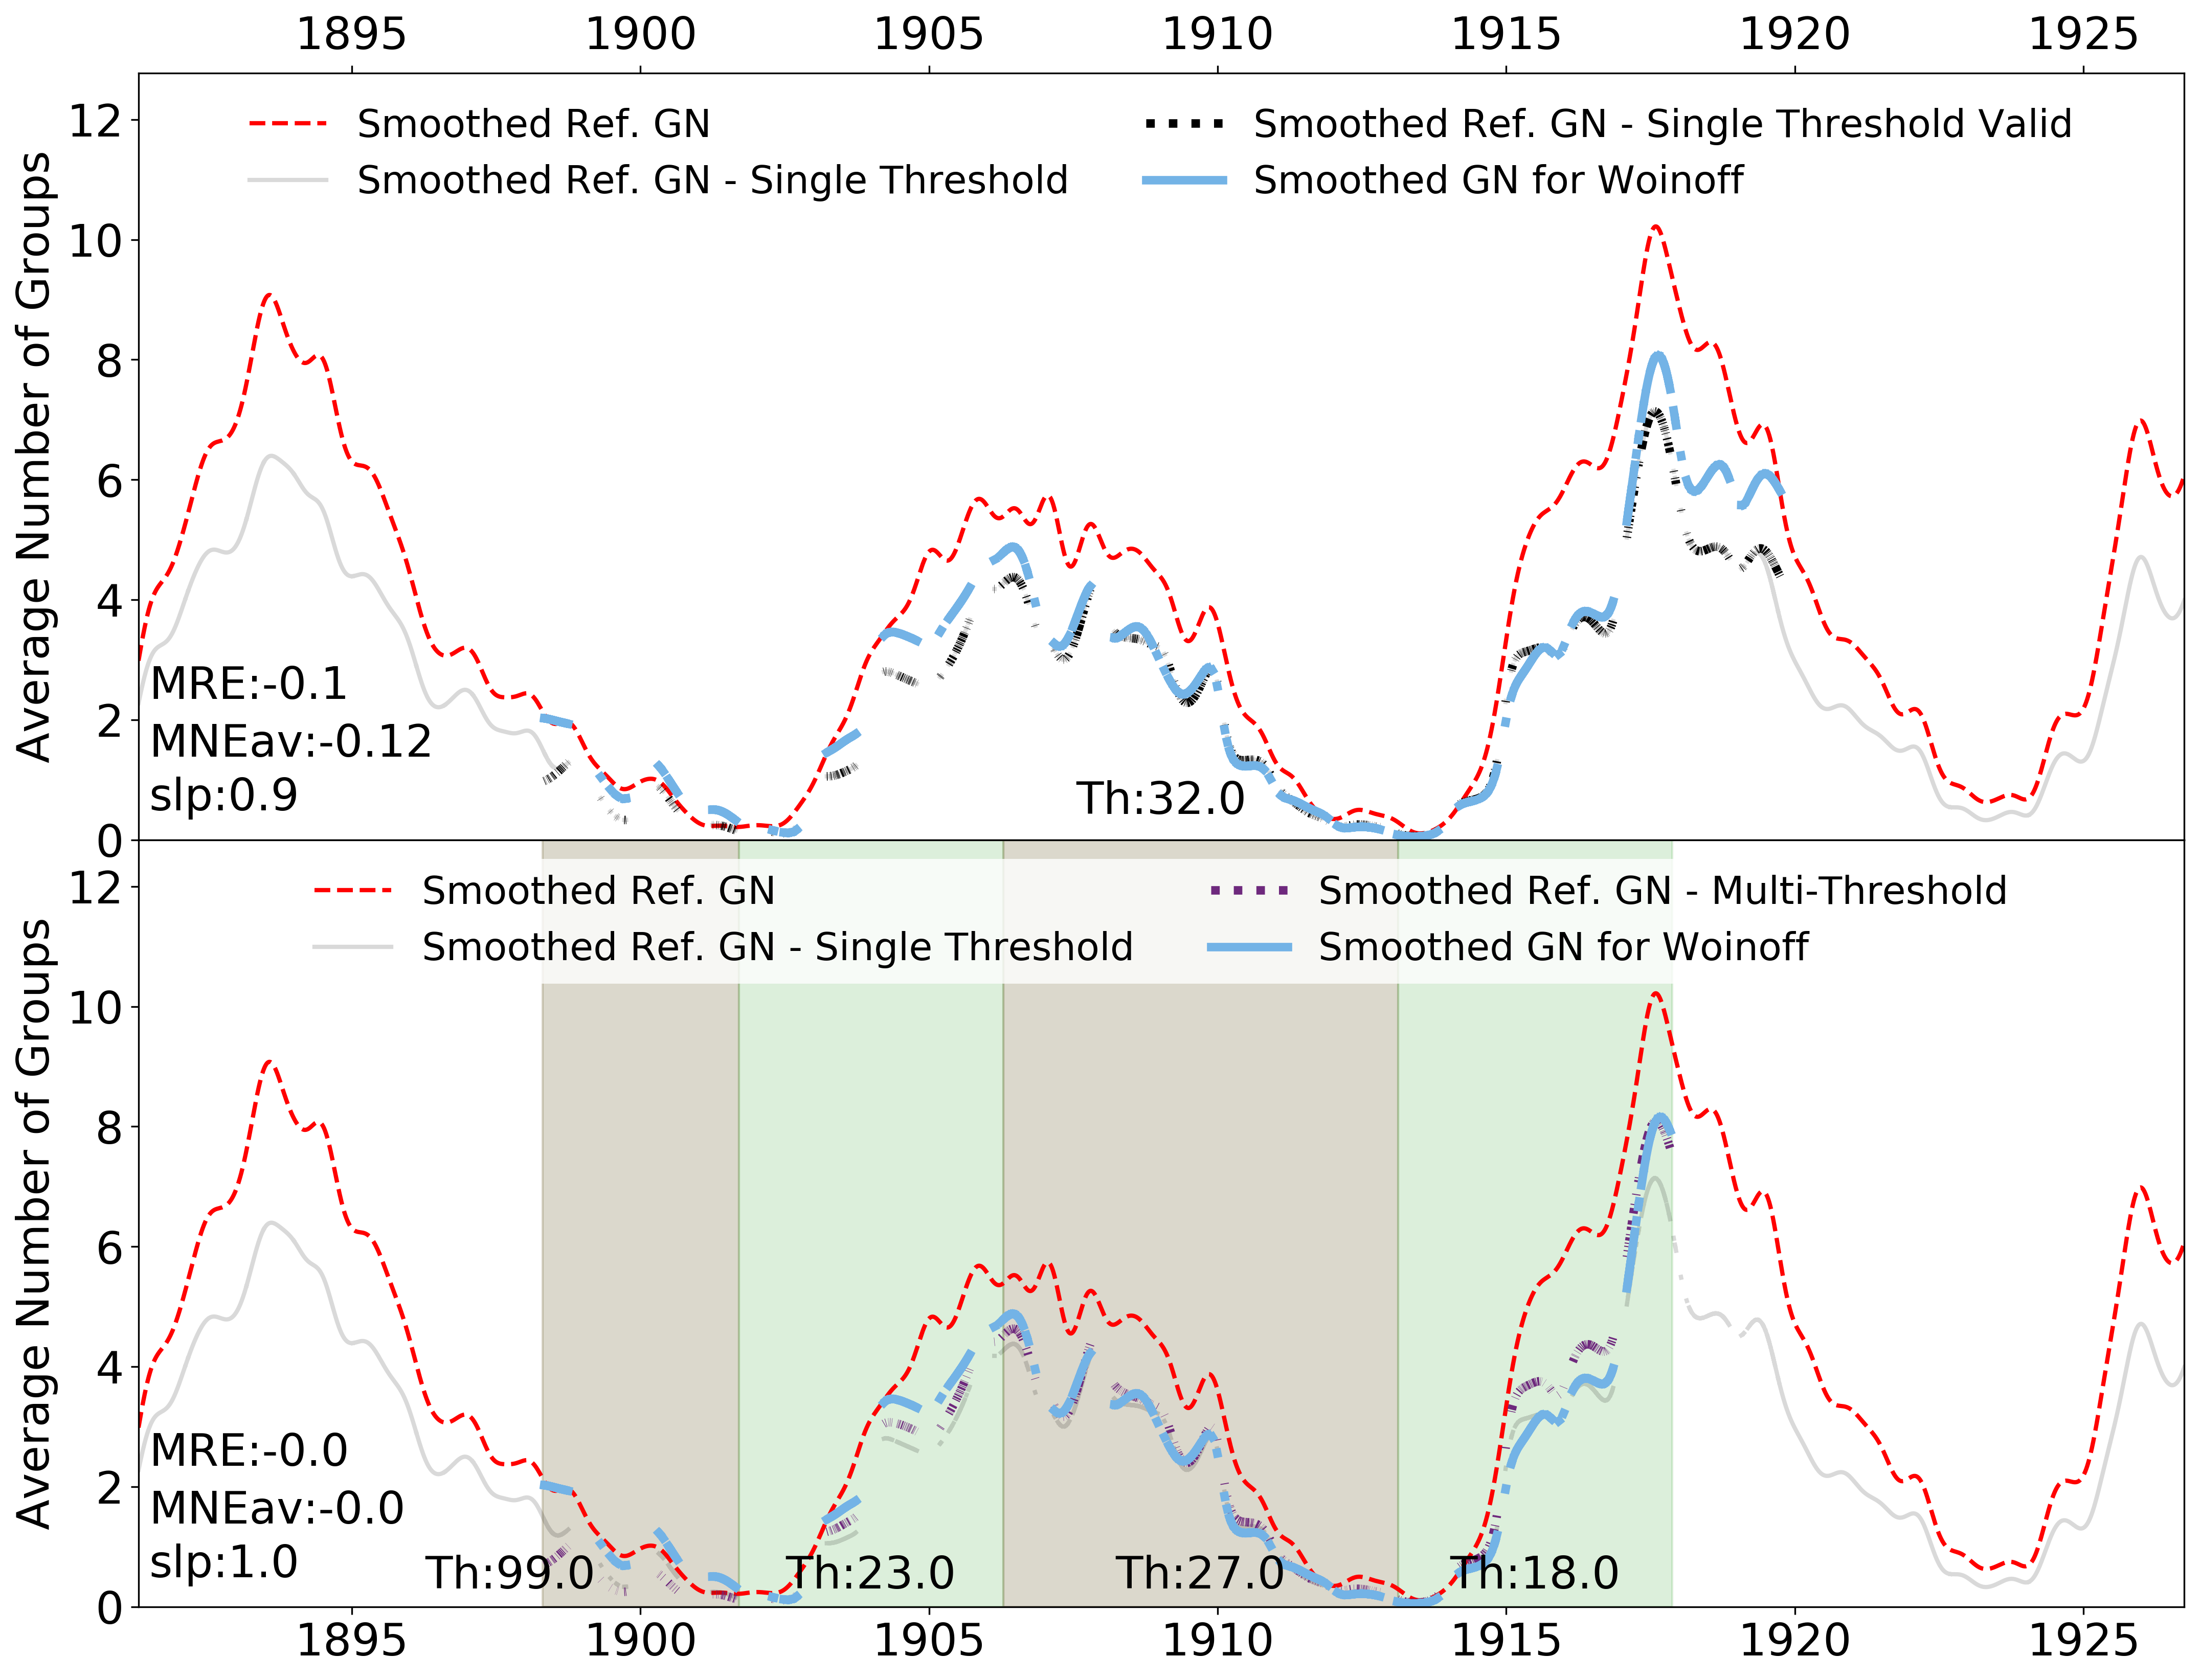 1895 1900 1905 1910 1915 1920 1925
12
10
8
6
4
2
0
Average Number of Groups
Smoothed Ref. GN
Smoothed Ref. GN - Single Threshold
Smoothed Ref. GN - Single Threshold Valid
Smoothed GN for Woinoff
MRE:-0.1
MNEav:-0.12
slp:0.9
Th:32.0
12
10
8
6
4
2
0
Average Number of Groups
Smoothed Ref. GN
Smoothed Ref. GN - Single Threshold
Smoothed Ref. GN - Multi-Threshold
Smoothed GN for Woinoff
MRE:-0.0
MNEav:-0.0
slp:1.0
Th:99.0
Th:23.0
Th:27.0
Th:18.0
1895 1900 1905 1910 1915 1920 1925